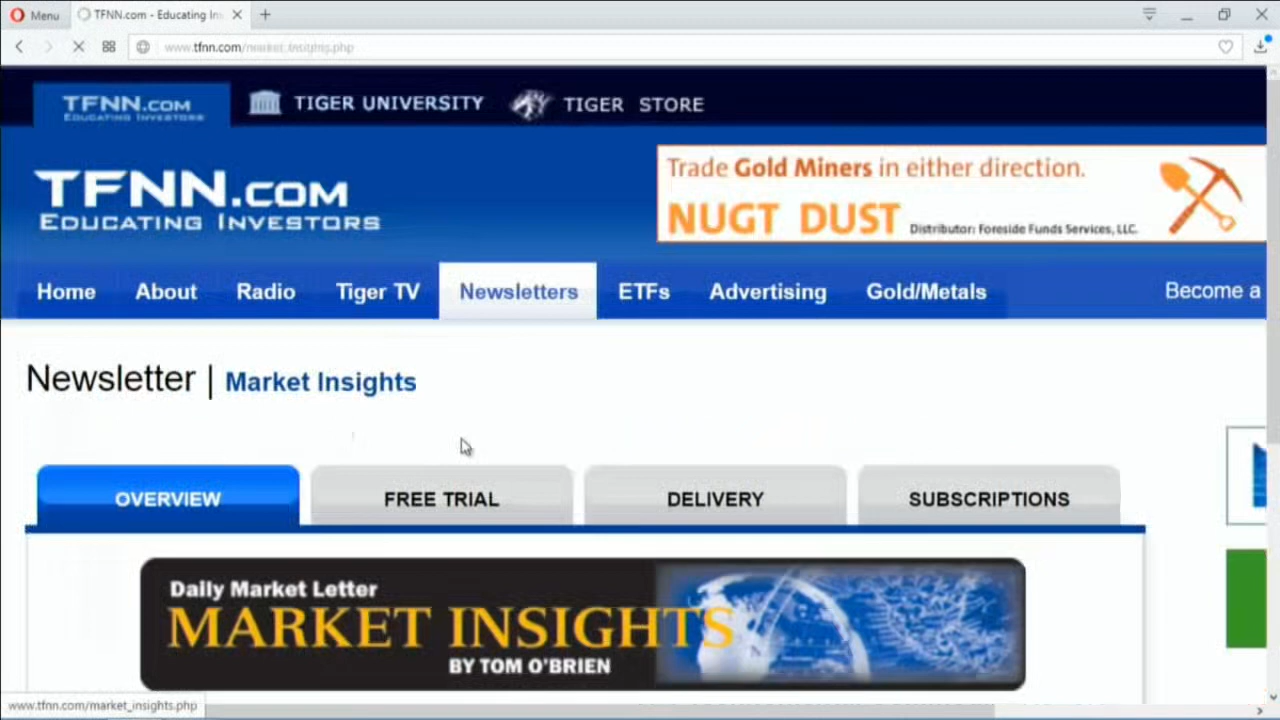 Menu
TFNN.com - Educating In
www.tfnn.com/market_insights.php
TFNN.COM
EDUCATING INVESTORS
TIGER UNIVERSITY
TIGER STORE
TFNN.COM
EDUCATING INVESTORS
Trade Gold Miners in either direction.
NUGT DUST
Distributor: Foreside Funds Services, LLC.
Home
About
Radio
Tiger TV
Newsletters
ETFs
Advertising
Gold/Metals
Become a
Newsletter | Market Insights
OVERVIEW
FREE TRIAL
DELIVERY
SUBSCRIPTIONS
Daily Market Letter
MARKET INSIGHTS
BY TOM O'BRIEN
www.tfnn.com/market_insights.php